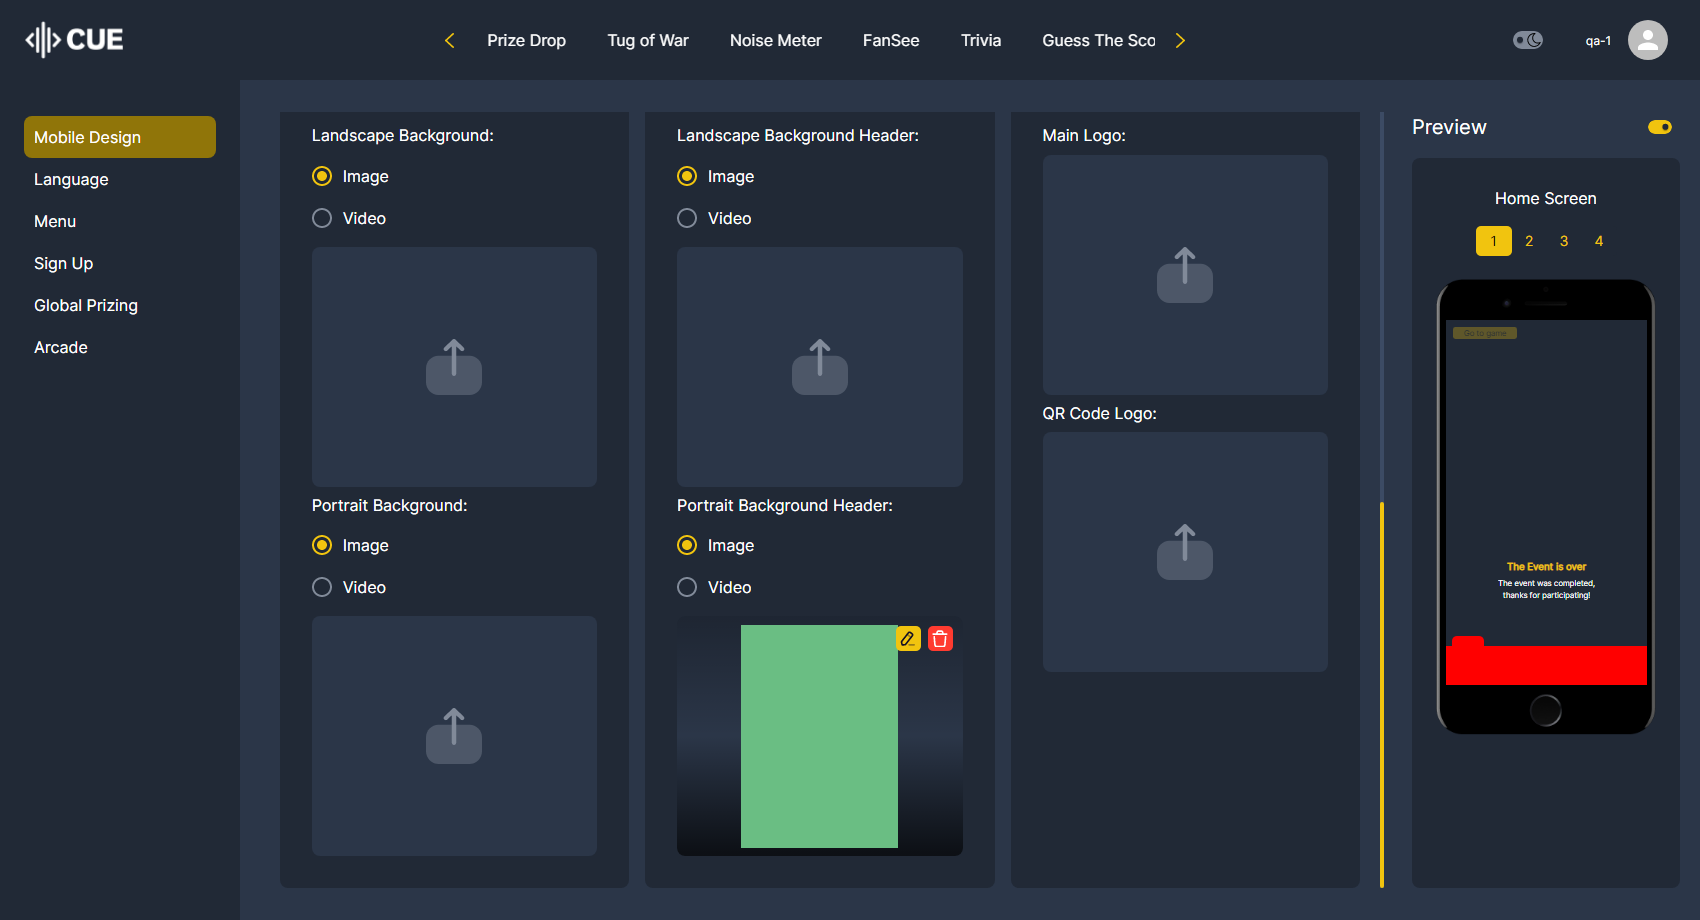 CUE
Prize Drop
Tug of War
Noise Meter
FanSee
Trivia
Guess The Sco
qa-1
Mobile Design
Language
Menu
Sign Up
Global Prizing
Arcade
Landscape Background:
Image
Video
Portrait Background:
Image
Video
Landscape Background Header:
Image
Video
Portrait Background Header:
Image
Video
Main Logo:
QR Code Logo:
Preview
Home Screen
1 2 3 4
Go to game
The Event is over
The event was completed,
thanks for participating!